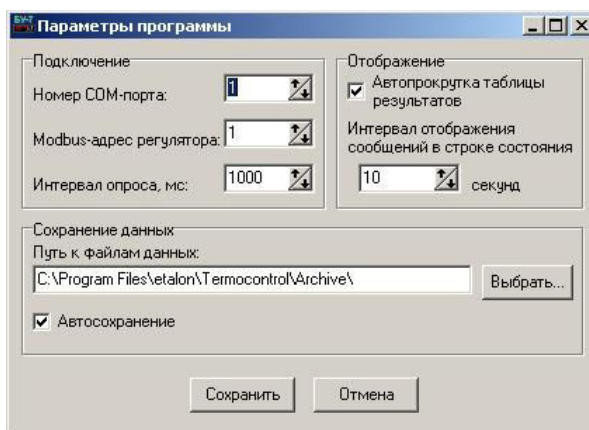 БУ-7
Параметры программы
Подключение
Номер COM-порта: 1
Modbus-адрес регулятора: 1
Интервал опроса, мс: 1000
Отображение
Автопрокрутка таблицы
результатов
Интервал отображения
сообщений в строке состояния
10 секунд
Сохранение данных
Путь к файлам данных:
C:\Program Files\etalon\Termocontrol\Archive\
Выбрать...
Автосохранение
Сохранить
Отмена